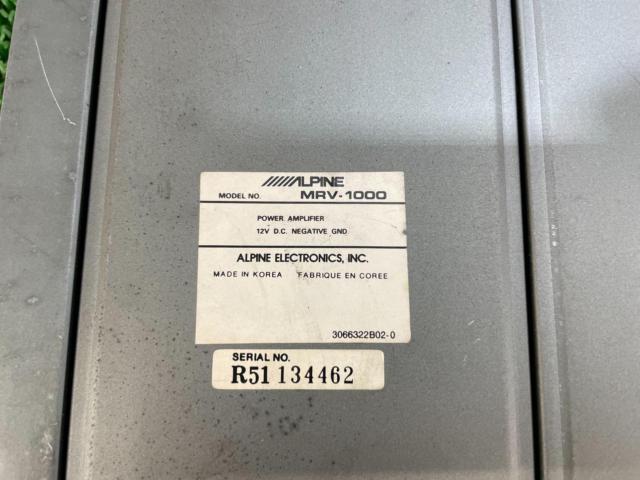 ALPINE
MODEL NO. MRV-1000
POWER AMPLIFIER
12V D.C. NEGATIVE GND
ALPINE ELECTRONICS, INC.
MADE IN KOREA FABRIQUE EN COREE
3066322B02-0
SERIAL NO.
R51 134462